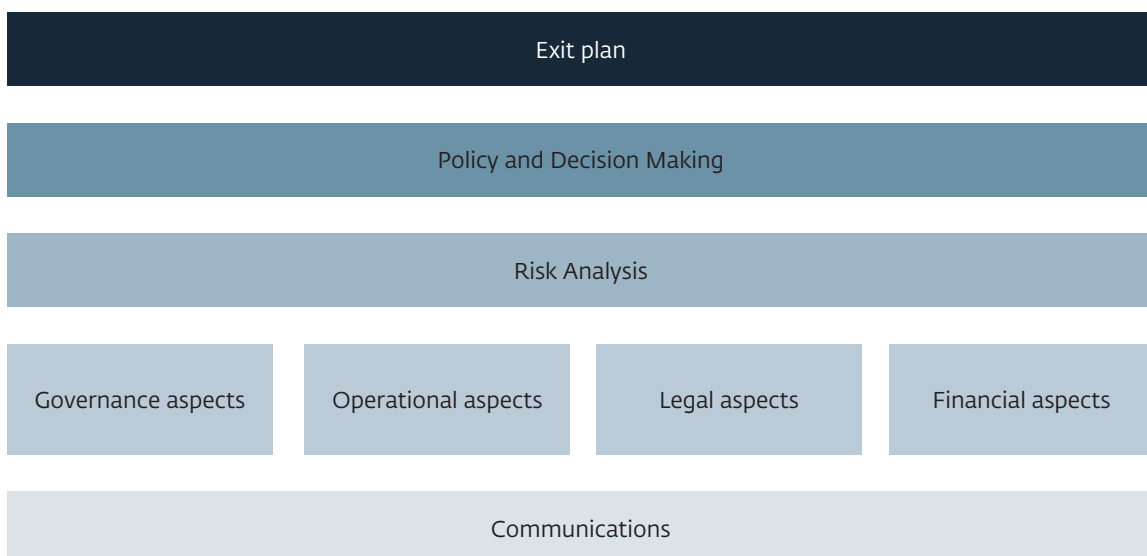 Exit plan
Policy and Decision Making
Risk Analysis
Governance aspects
Operational aspects
Legal aspects
Financial aspects
Communications